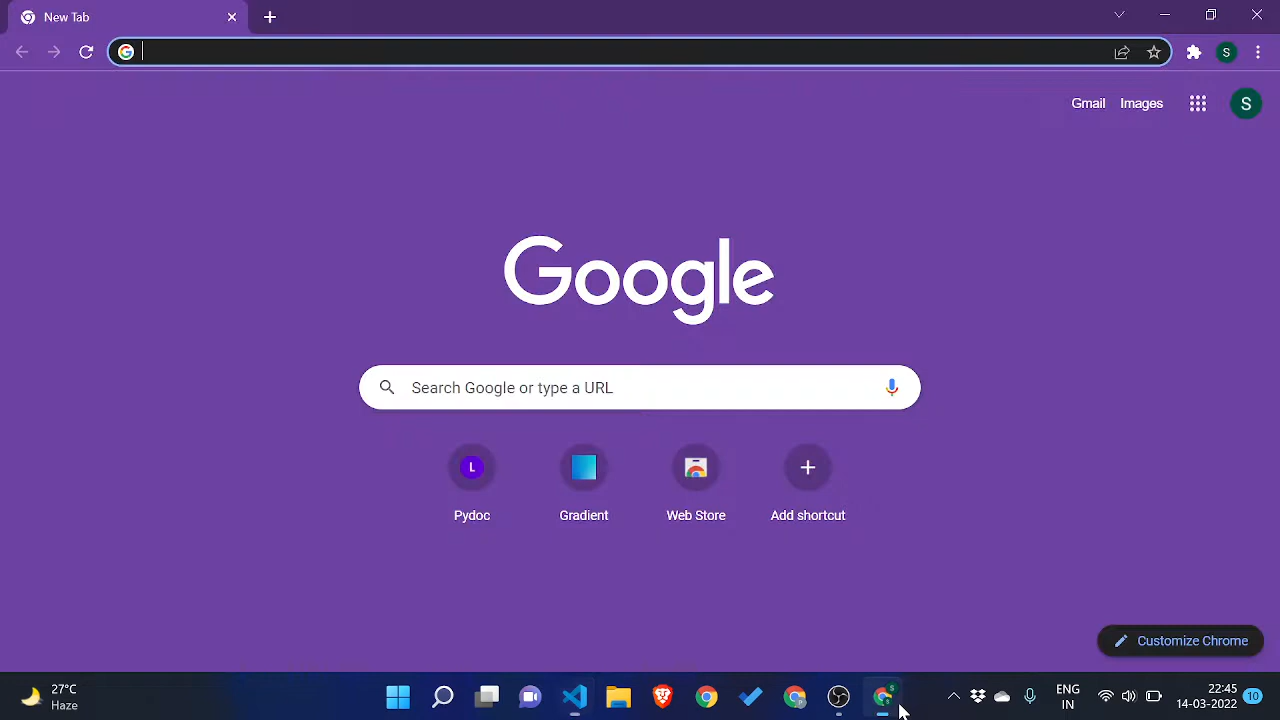 New Tab
S
Gmail
Images
S
Google
Search Google or type a URL
L
Pydoc
Gradient
Web Store
Add shortcut
Customize Chrome
27°C
Haze
ENG
IN
22:45
14-03-2022
10